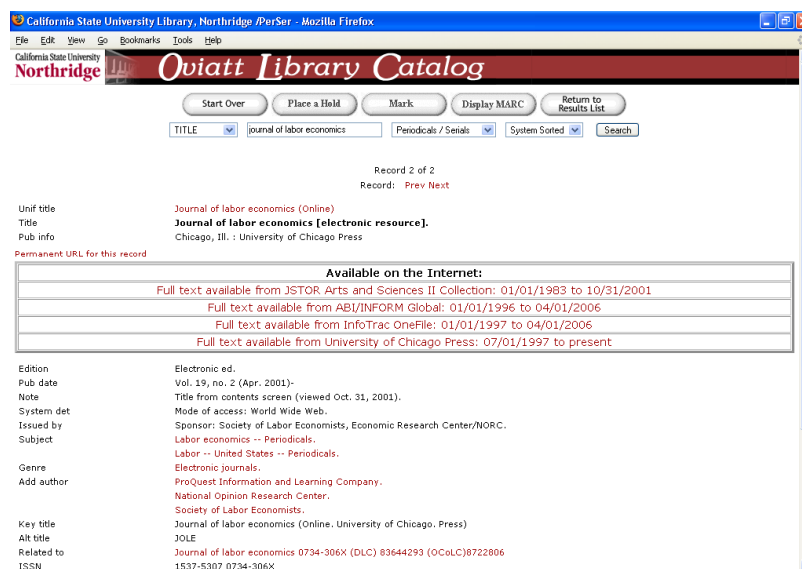 California State University Library, Northridge /PerSer - Mozilla Firefox
File Edit View Go Bookmarks Tools Help
California State University
Northridge
Oviatt Library Catalog
Start Over Place a Hold Mark Display MARC Return to Results List
TITLE journal of labor economics Periodicals / Serials System Sorted Search
Record 2 of 2
Record: Prev Next
Unif title Journal of labor economics (Online)
Title Journal of labor economics [electronic resource].
Pub info Chicago, Ill. : University of Chicago Press
Permanent URL for this record
Available on the Internet:
Full text available from JSTOR Arts and Sciences II Collection: 01/01/1983 to 10/31/2001
Full text available from ABI/INFORM Global: 01/01/1996 to 04/01/2006
Full text available from InfoTrac OneFile: 01/01/1997 to 04/01/2006
Full text available from University of Chicago Press: 07/01/1997 to present
Edition Electronic ed.
Pub date Vol. 19, no. 2 (Apr. 2001)-
Note Title from contents screen (viewed Oct. 31, 2001).
System det Mode of access: World Wide Web.
Issued by Sponsor: Society of Labor Economists, Economic Research Center/NORC.
Subject Labor economics -- Periodicals.
Labor -- United States -- Periodicals.
Genre Electronic journals.
Add author ProQuest Information and Learning Company.
National Opinion Research Center.
Society of Labor Economists.
Key title Journal of labor economics (Online. University of Chicago. Press)
Alt title JOLE
Related to Journal of labor economics 0734-306X (DLC) 83644293 (OCoLC)8722806
ISSN 1537-5307 0734-306X